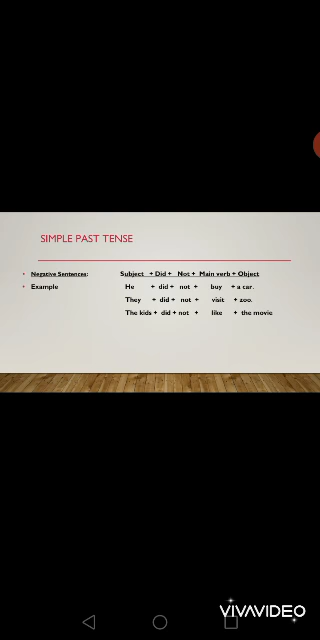 SIMPLE PAST TENSE
• Negative Sentences: Subject + Did + Not + Main verb + Object
• Example He + did + not + buy + a car.
They + did + not + visit + zoo.
The kids + did + not + like + the movie
VIVAVIDEO